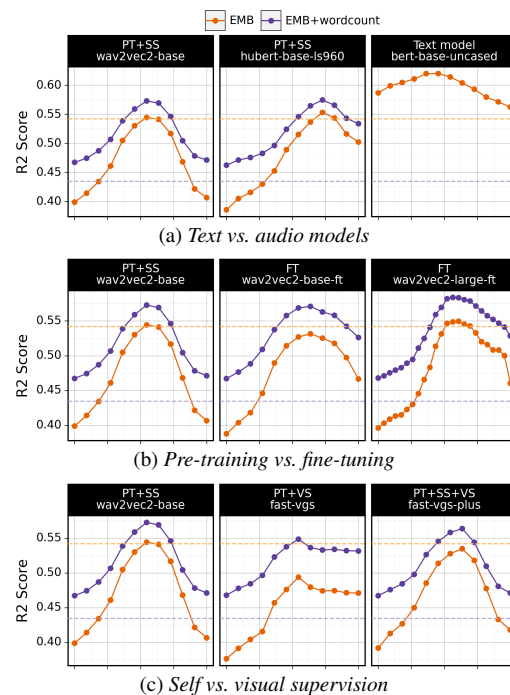 EMB EMB+wordcount
PT+SS PT+SS Text model
wav2vec2-base hubert-base-ls960 bert-base-uncased
0.60
0.55
0.50
0.45
0.40
R2 Score
(a) Text vs. audio models
PT+SS FT FT
wav2vec2-base wav2vec2-base-ft wav2vec2-large-ft
0.55
0.50
0.45
0.40
R2 Score
(b) Pre-training vs. fine-tuning
PT+SS PT+VS PT+SS+VS
wav2vec2-base fast-vgs fast-vgs-plus
0.55
0.50
0.45
0.40
R2 Score
(c) Self vs. visual supervision